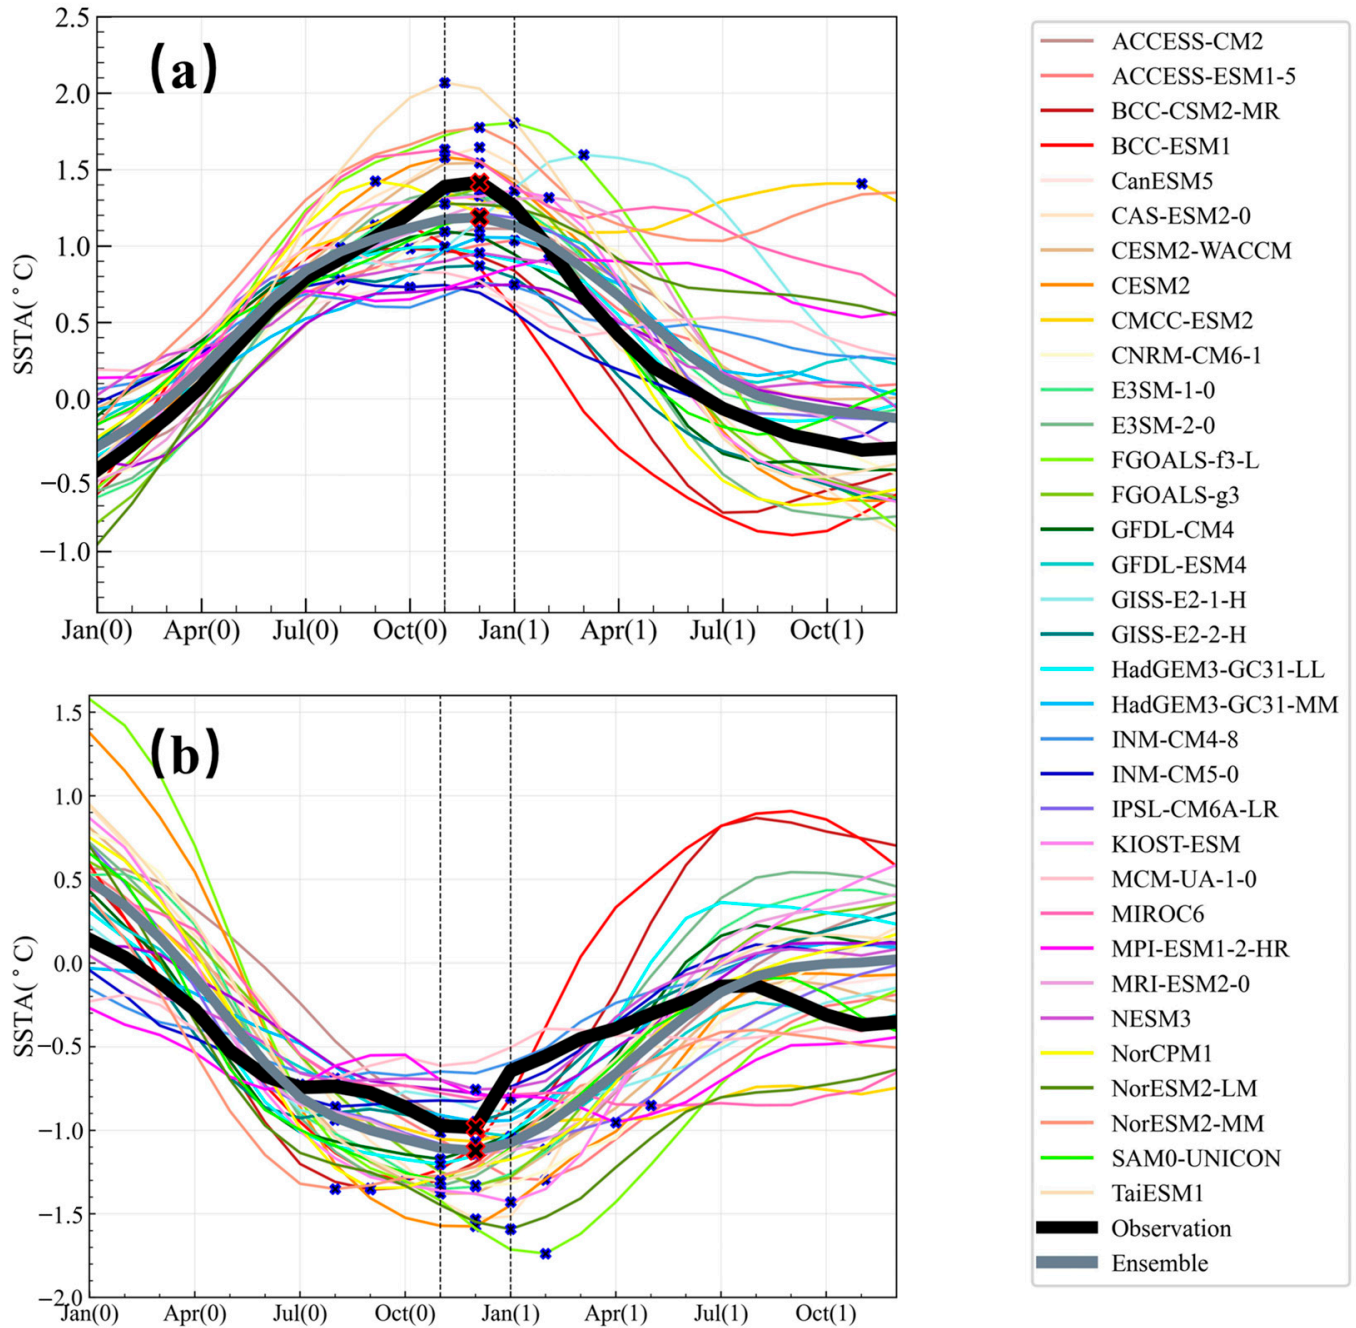 (a)
SSTA(°C)
2.5
2.0
1.5
1.0
0.5
0.0
−0.5
−1.0
Jan(0) Apr(0) Jul(0) Oct(0) Jan(1) Apr(1) Jul(1) Oct(1)
(b)
SSTA(°C)
1.5
1.0
0.5
0.0
−0.5
−1.0
−1.5
−2.0
Jan(0) Apr(0) Jul(0) Oct(0) Jan(1) Apr(1) Jul(1) Oct(1)
ACCESS-CM2
ACCESS-ESM1-5
BCC-CSM2-MR
BCC-ESM1
CanESM5
CAS-ESM2-0
CESM2-WACCM
CESM2
CMCC-ESM2
CNRM-CM6-1
E3SM-1-0
E3SM-2-0
FGOALS-f3-L
FGOALS-g3
GFDL-CM4
GFDL-ESM4
GISS-E2-1-H
GISS-E2-2-H
HadGEM3-GC31-LL
HadGEM3-GC31-MM
INM-CM4-8
INM-CM5-0
IPSL-CM6A-LR
KIOST-ESM
MCM-UA-1-0
MIROC6
MPI-ESM1-2-HR
MRI-ESM2-0
NESM3
NorCPM1
NorESM2-LM
NorESM2-MM
SAM0-UNICON
TaiESM1
Observation
Ensemble